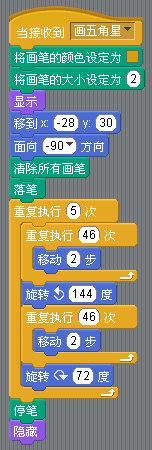 当接收到 画五角星
将画笔的颜色设定为
将画笔的大小设定为 2
显示
移到 x: -28 y: 30
面向 -90 方向
清除所有画笔
落笔
重复执行 5 次
重复执行 46 次
移动 2 步
旋转 144 度
重复执行 46 次
移动 2 步
旋转 72 度
停笔
隐藏